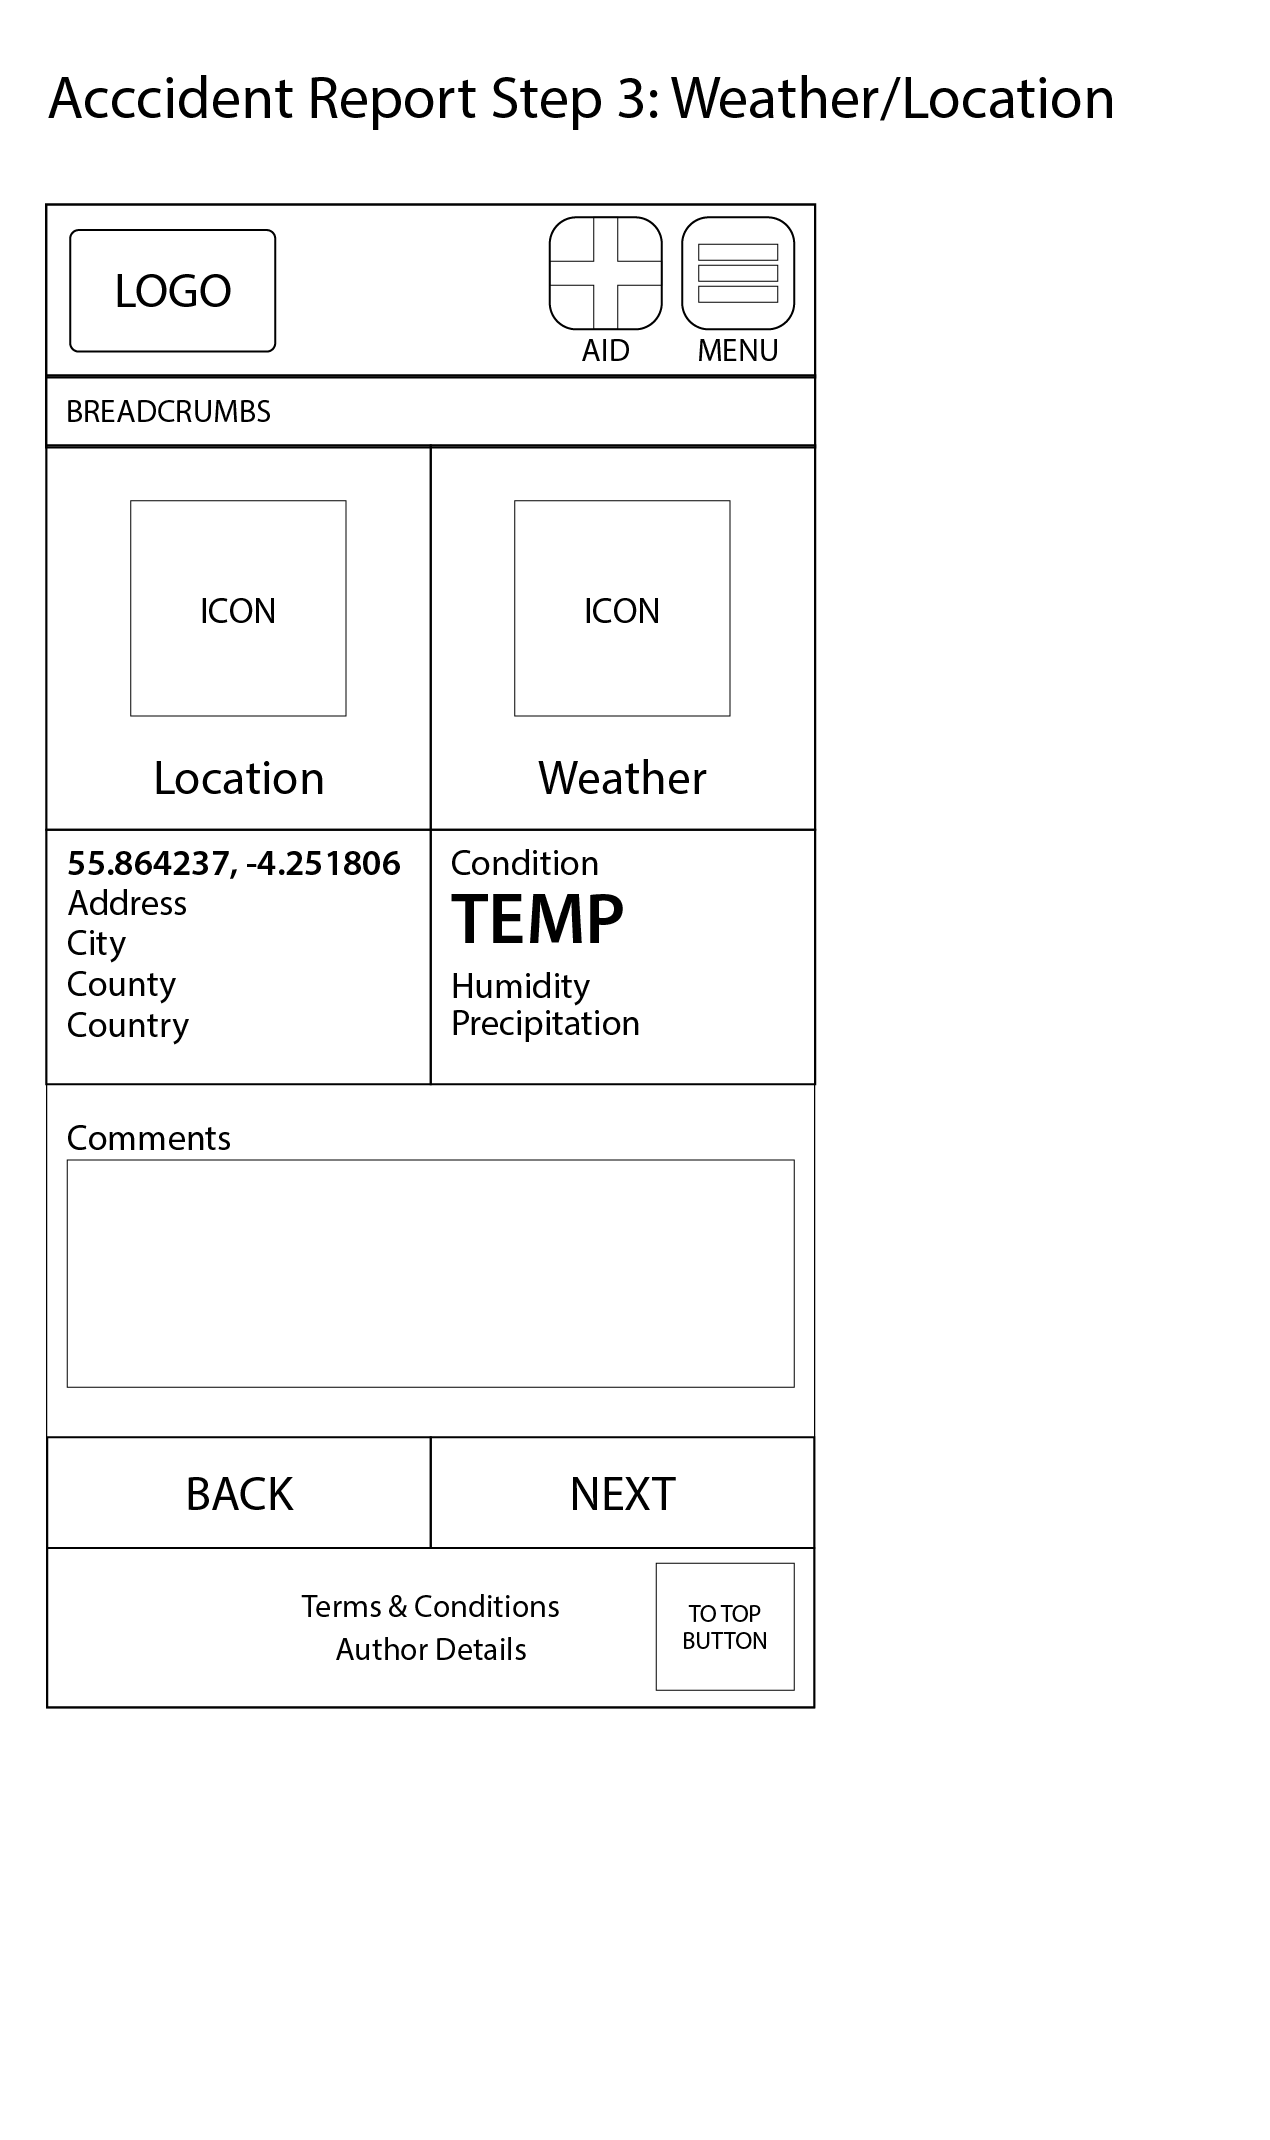 Acccident Report Step 3: Weather/Location
LOGO
AID
MENU
BREADCRUMBS
ICON
Location
ICON
Weather
55.864237, -4.251806
Address
City
County
Country
Condition
TEMP
Humidity
Precipitation
Comments
BACK
NEXT
Terms & Conditions
Author Details
TO TOP
BUTTON